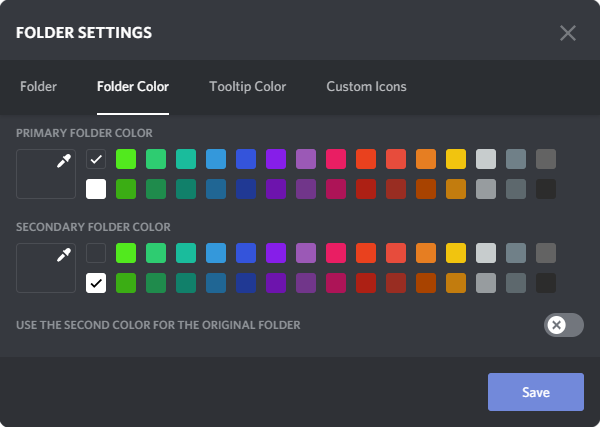 FOLDER SETTINGS
Folder Folder Color Tooltip Color Custom Icons
PRIMARY FOLDER COLOR
SECONDARY FOLDER COLOR
USE THE SECOND COLOR FOR THE ORIGINAL FOLDER
Save